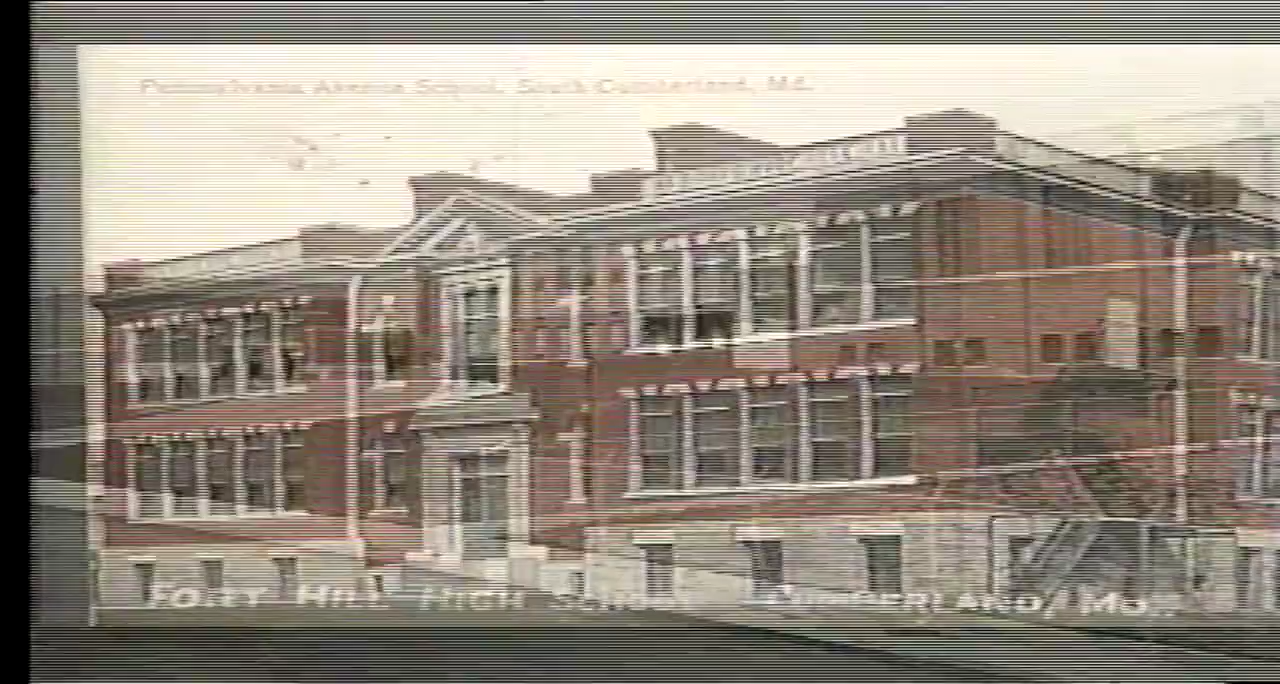 Pennsylvania Avenue School, South Cumberland, Md.
FORT HILL HIGH SCHOOL CUMBERLAND, MD.